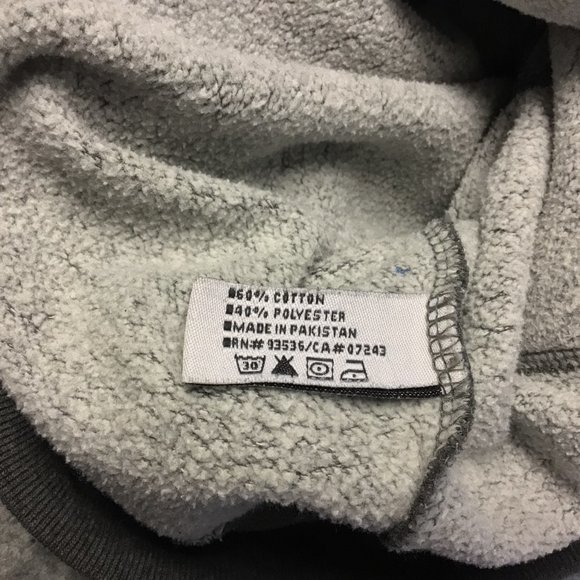 60% COTTON
40% POLYESTER
MADE IN PAKISTAN
RN# 93536/CA# 07243
30